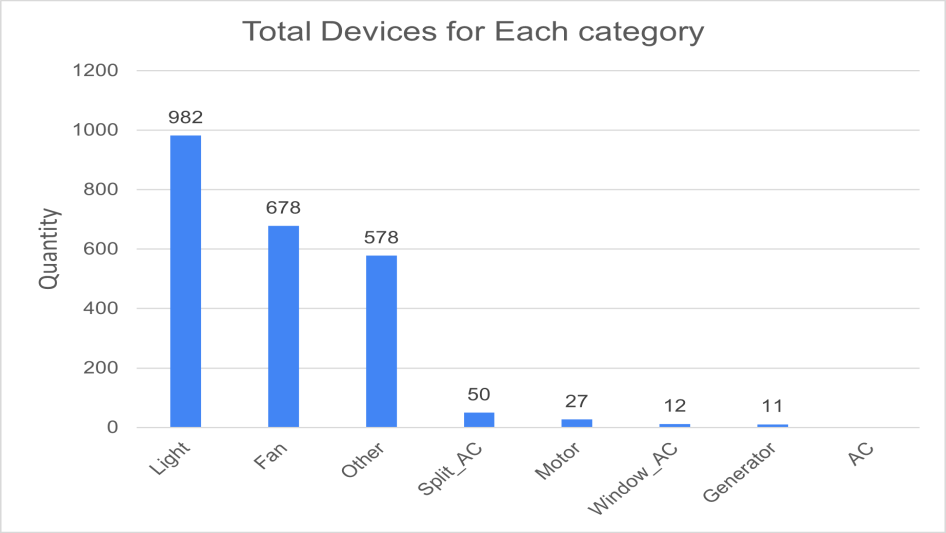 Total Devices for Each category
Quantity
1200
1000
800
600
400
200
0
982
678
578
50
27
12
11
Light
Fan
Other
Split_AC
Motor
Window_AC
Generator
AC